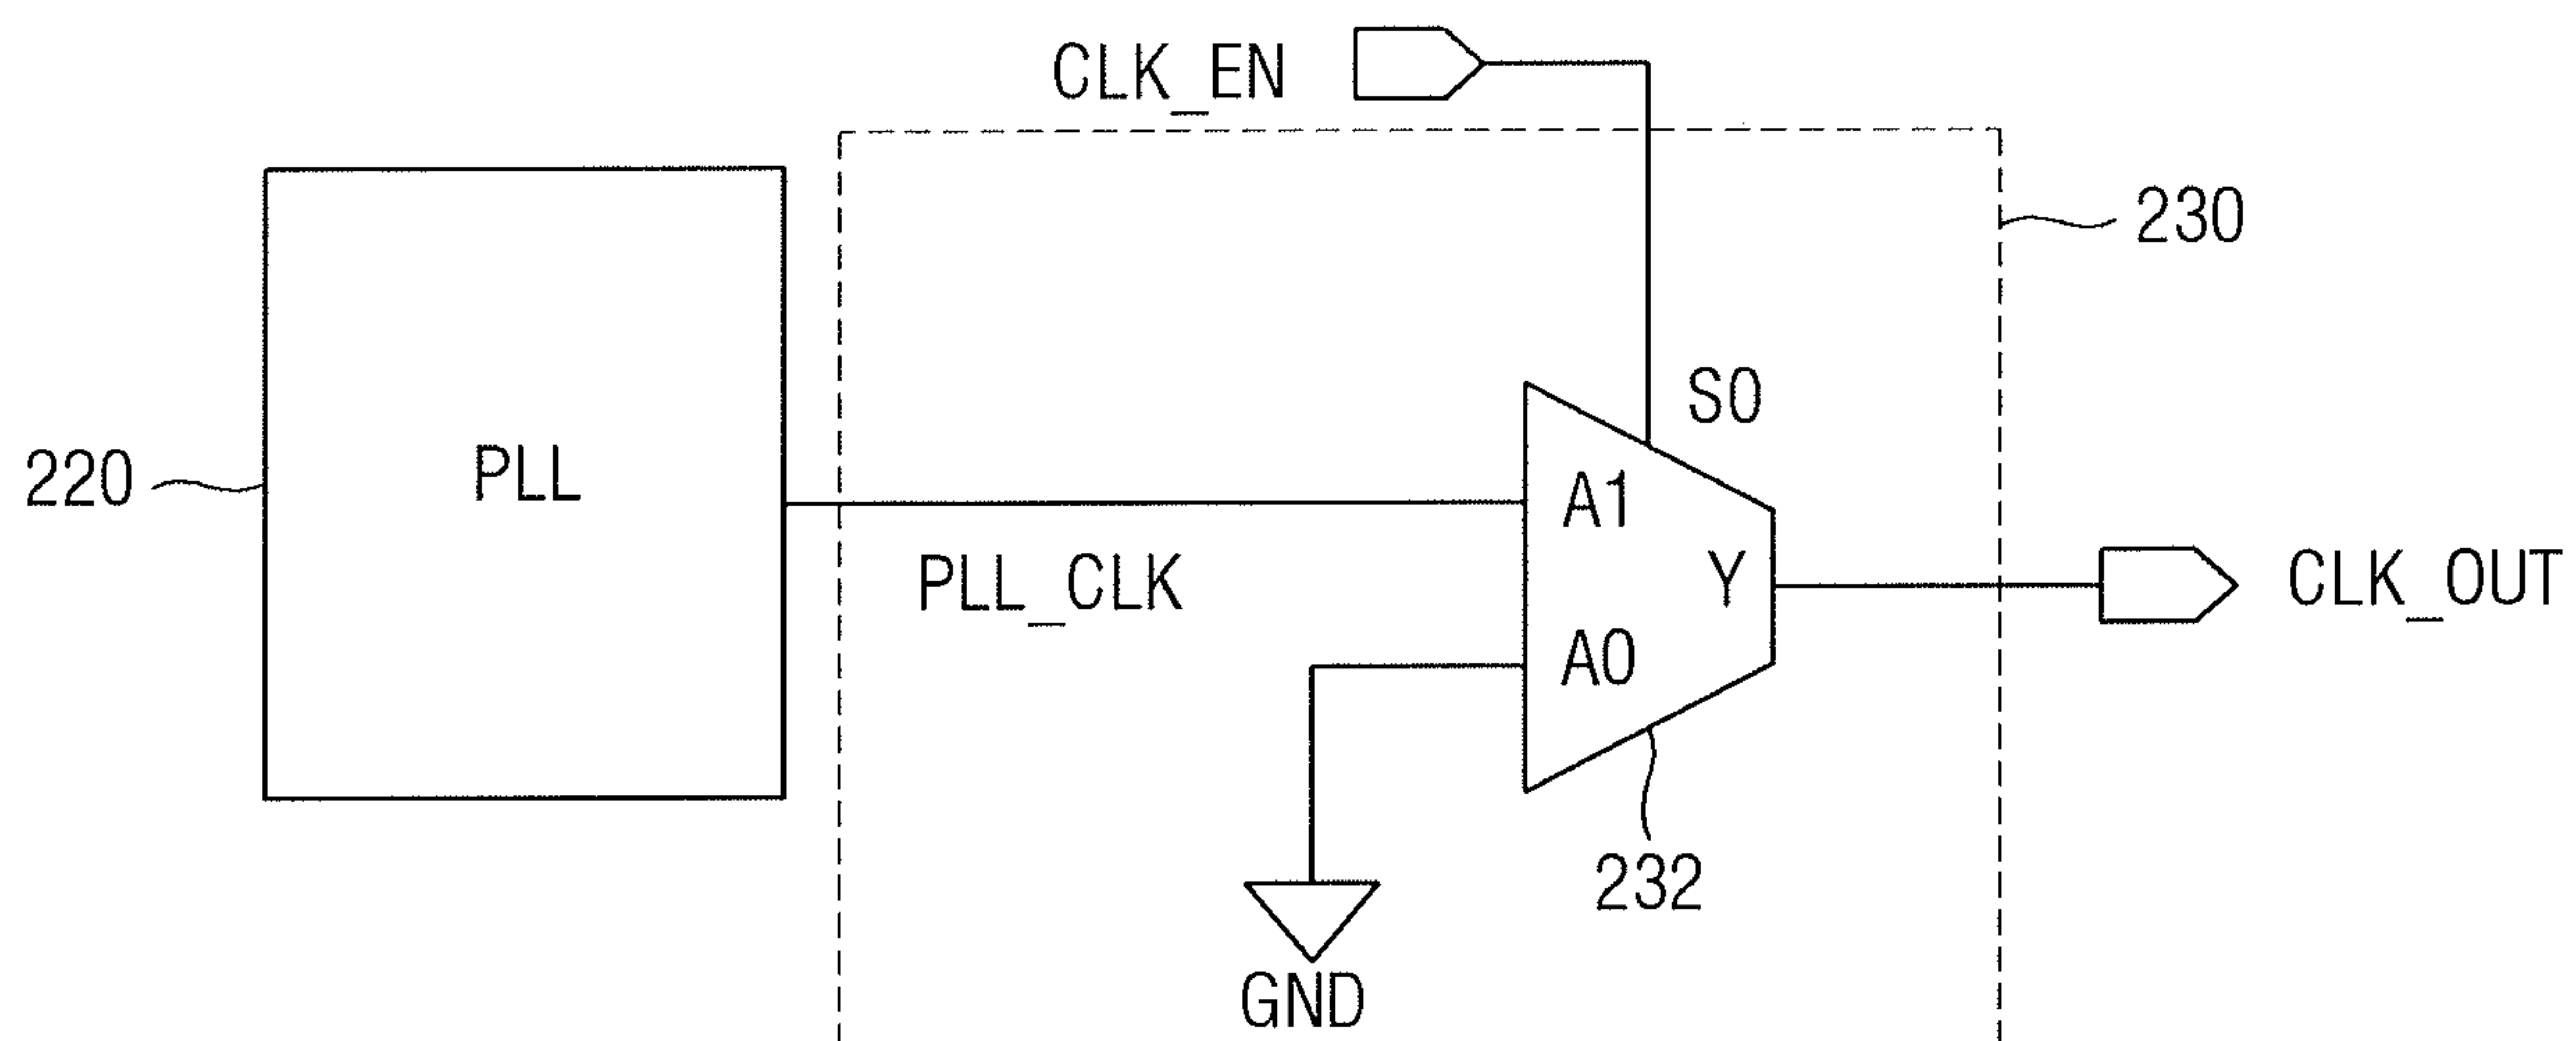 CLK_EN
230
S0
220
PLL
A1
PLL_CLK
Y
CLK_OUT
A0
232
GND